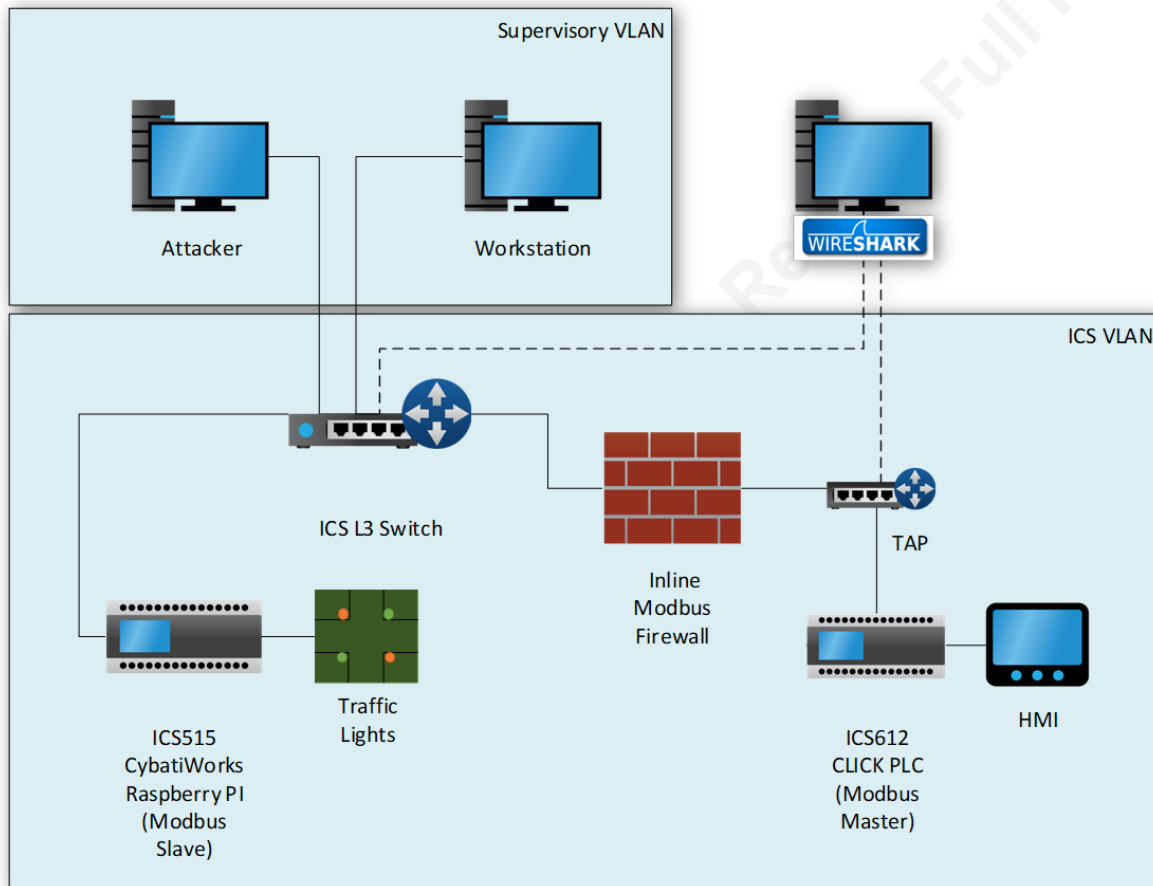 Supervisory VLAN
Attacker
Workstation
WIRESHARK
ICS VLAN
ICS L3 Switch
TAP
Inline
Modbus
Firewall
Traffic
Lights
HMI
ICS515
CybatiWorks
Raspberry PI
(Modbus
Slave)
ICS612
CLICK PLC
(Modbus
Master)
Full